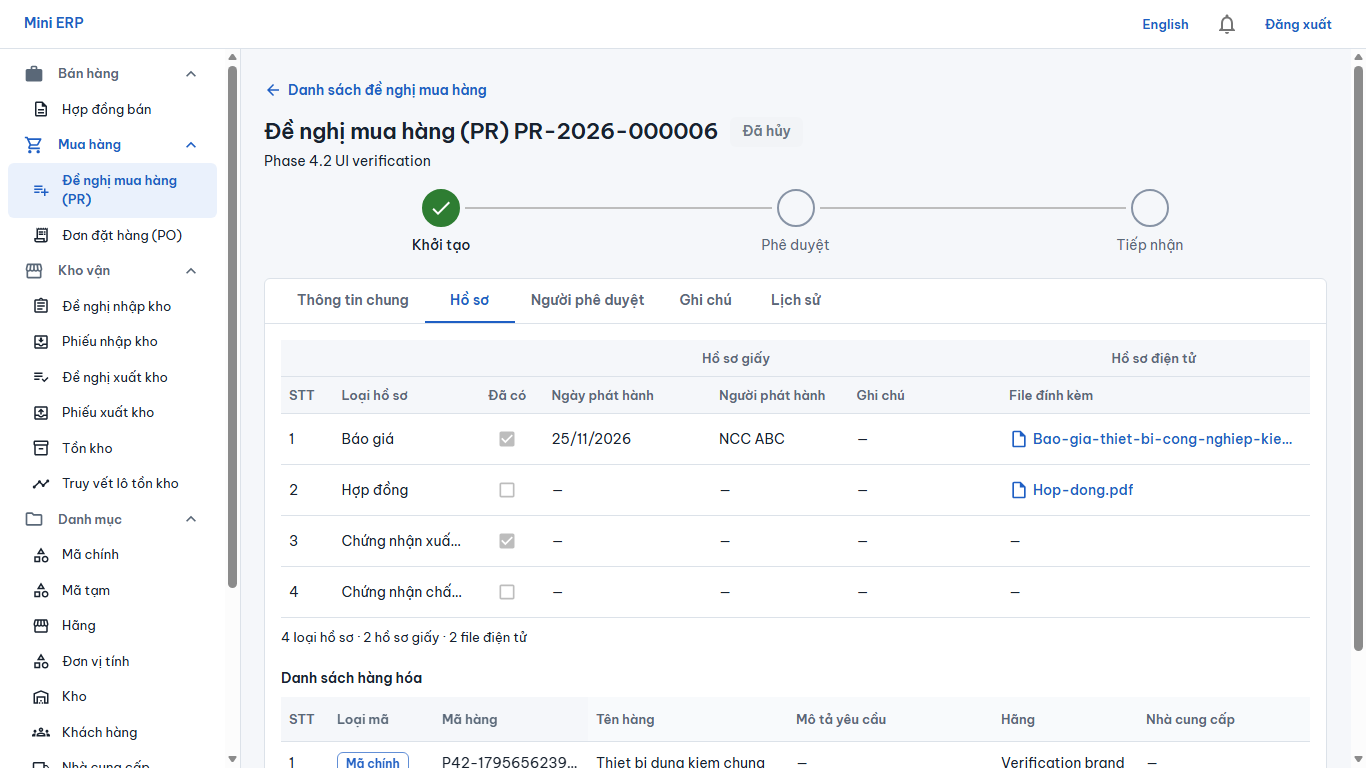 Mini ERP
English
Đăng xuất
Bán hàng
Hợp đồng bán
Mua hàng
Đề nghị mua hàng
(PR)
Đơn đặt hàng (PO)
Kho vận
Đề nghị nhập kho
Phiếu nhập kho
Đề nghị xuất kho
Phiếu xuất kho
Tồn kho
Truy vết lô tồn kho
Danh mục
Mã chính
Mã tạm
Hãng
Đơn vị tính
Kho
Khách hàng
Nhà cung cấp
Danh sách đề nghị mua hàng
Đề nghị mua hàng (PR) PR-2026-000006 Đã hủy
Phase 4.2 UI verification
Khởi tạo Phê duyệt Tiếp nhận
Thông tin chung Hồ sơ Người phê duyệt Ghi chú Lịch sử
Hồ sơ giấy Hồ sơ điện tử
STT Loại hồ sơ Đã có Ngày phát hành Người phát hành Ghi chú File đính kèm
1 Báo giá 25/11/2026 NCC ABC — Bao-gia-thiet-bi-cong-nghiep-kie...
2 Hợp đồng — — — Hop-dong.pdf
3 Chứng nhận xuấ... — — — —
4 Chứng nhận chấ... — — — —
4 loại hồ sơ · 2 hồ sơ giấy · 2 file điện tử
Danh sách hàng hóa
STT Loại mã Mã hàng Tên hàng Mô tả yêu cầu Hãng Nhà cung cấp
1 Mã chính P42-1795656239... Thiet bi dung kiem chung — Verification brand —